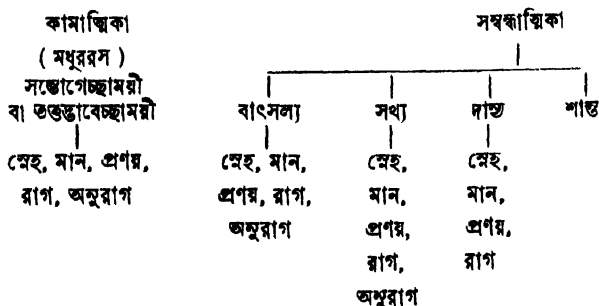 কামাত্মিকা সম্বন্ধাত্মিকা
( মধুররস )
সম্ভোগেচ্ছাময়ী
বা তত্তদ্ভাবেচ্ছাময়ী বাৎসল্য সখ্য দাস্ত শান্ত
স্নেহ, মান, প্রণয়, স্নেহ, মান, স্নেহ, স্নেহ,
রাগ, অনুরাগ প্রণয়, রাগ, মান, মান,
অনুরাগ প্রণয়, প্রণয়,
রাগ, রাগ
অনুরাগ